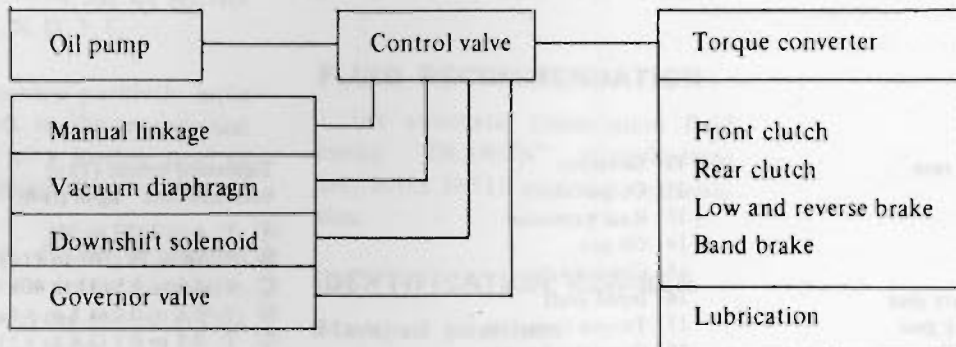 Oil pump
Control valve
Torque converter
Manual linkage
Vacuum diaphragm
Downshift solenoid
Governor valve
Front clutch
Rear clutch
Low and reverse brake
Band brake
Lubrication